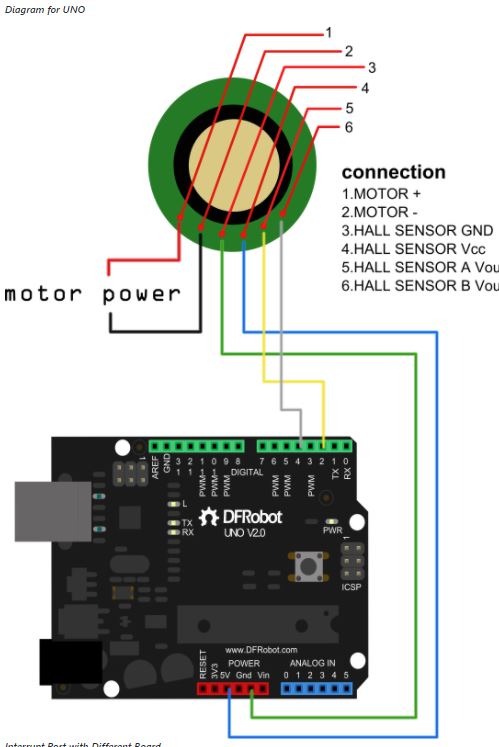 Diagram for UNO
1
2
3
4
5
6
connection
1.MOTOR +
2.MOTOR -
3.HALL SENSOR GND
4.HALL SENSOR Vcc
5.HALL SENSOR A Vou
6.HALL SENSOR B Vou
motor power
AREF
GND
13
12
PWM 11
PWM 10
PWM 9
8
DIGITAL
7
PWM 6
PWM 5
4
PWM 3
2
TX 1
RX 0
1
L
TX
RX
DFRobot
UNO V2.0
PWR
1
ICSP
www.DFRobot.com
RESET
3V3
5V
Gnd
Vin
POWER
ANALOG IN
0 1 2 3 4 5
Interrupt Port with Different Board